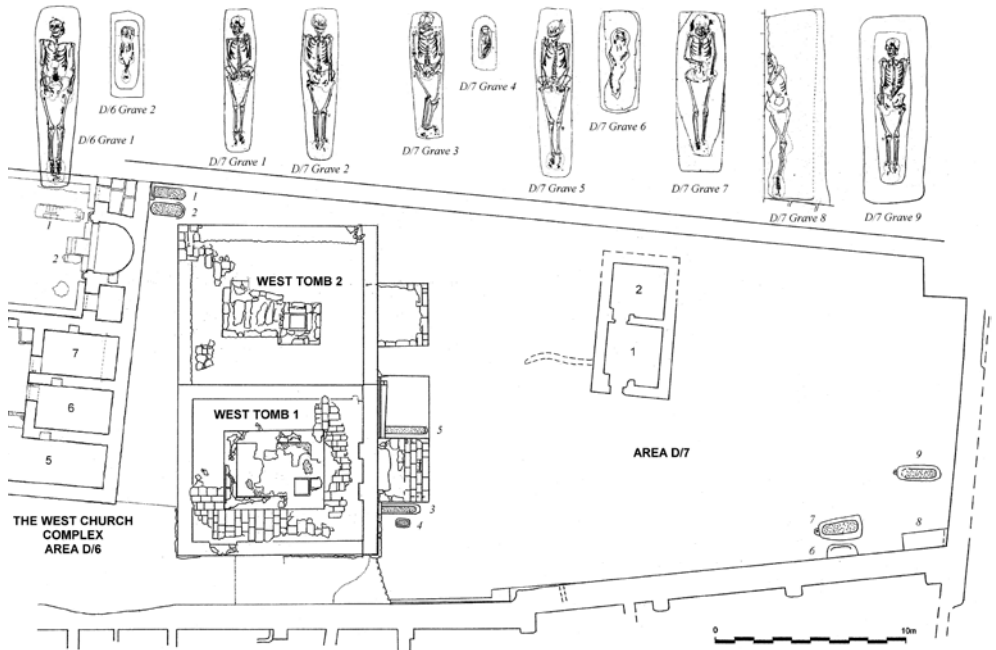 D/6 Grave 2
D/7 Grave 4
D/6 Grave 1
D/7 Grave 1
D/7 Grave 2
D/7 Grave 3
D/7 Grave 5
D/7 Grave 6
D/7 Grave 7
D/7 Grave 8
D/7 Grave 9
1
2
1
2
WEST TOMB 2
2
1
7
6
5
WEST TOMB 1
5
AREA D/7
9
3
4
7
8
6
THE WEST CHURCH
COMPLEX
AREA D/6
0
10m